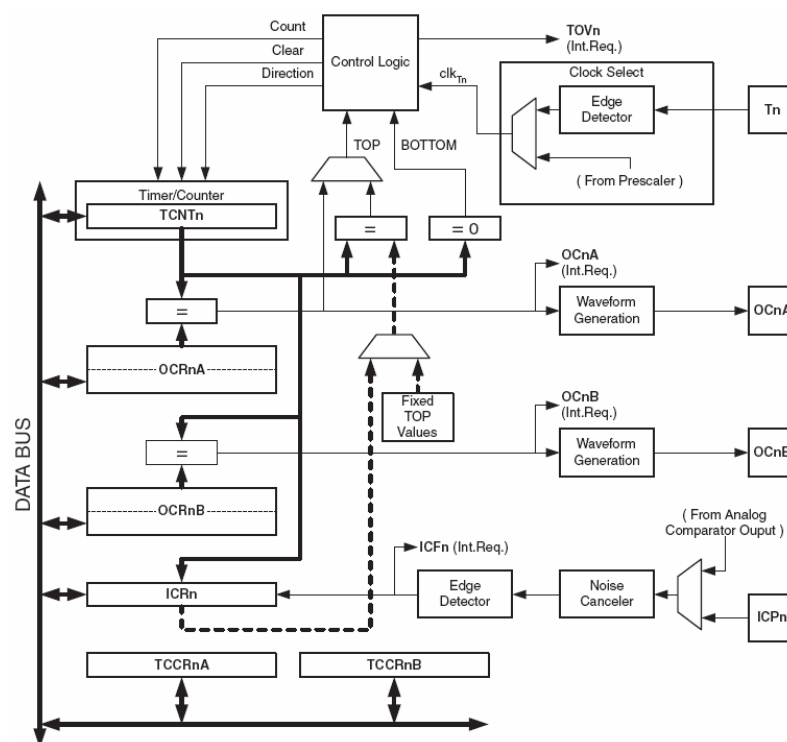 Count
Clear
Direction
Control Logic
TOVn
(Int.Req.)
clkTn
Clock Select
Edge
Detector
Tn
( From Prescaler )
TOP
BOTTOM
Timer/Counter
TCNTn
=
= 0
=
OCRnA
OCnA
(Int.Req.)
Waveform
Generation
OCnA
Fixed
TOP
Values
=
OCRnB
OCnB
(Int.Req.)
Waveform
Generation
OCnB
DATA BUS
( From Analog
Comparator Ouput )
ICFn (Int.Req.)
ICRn
Edge
Detector
Noise
Canceler
ICPn
TCCRnA
TCCRnB